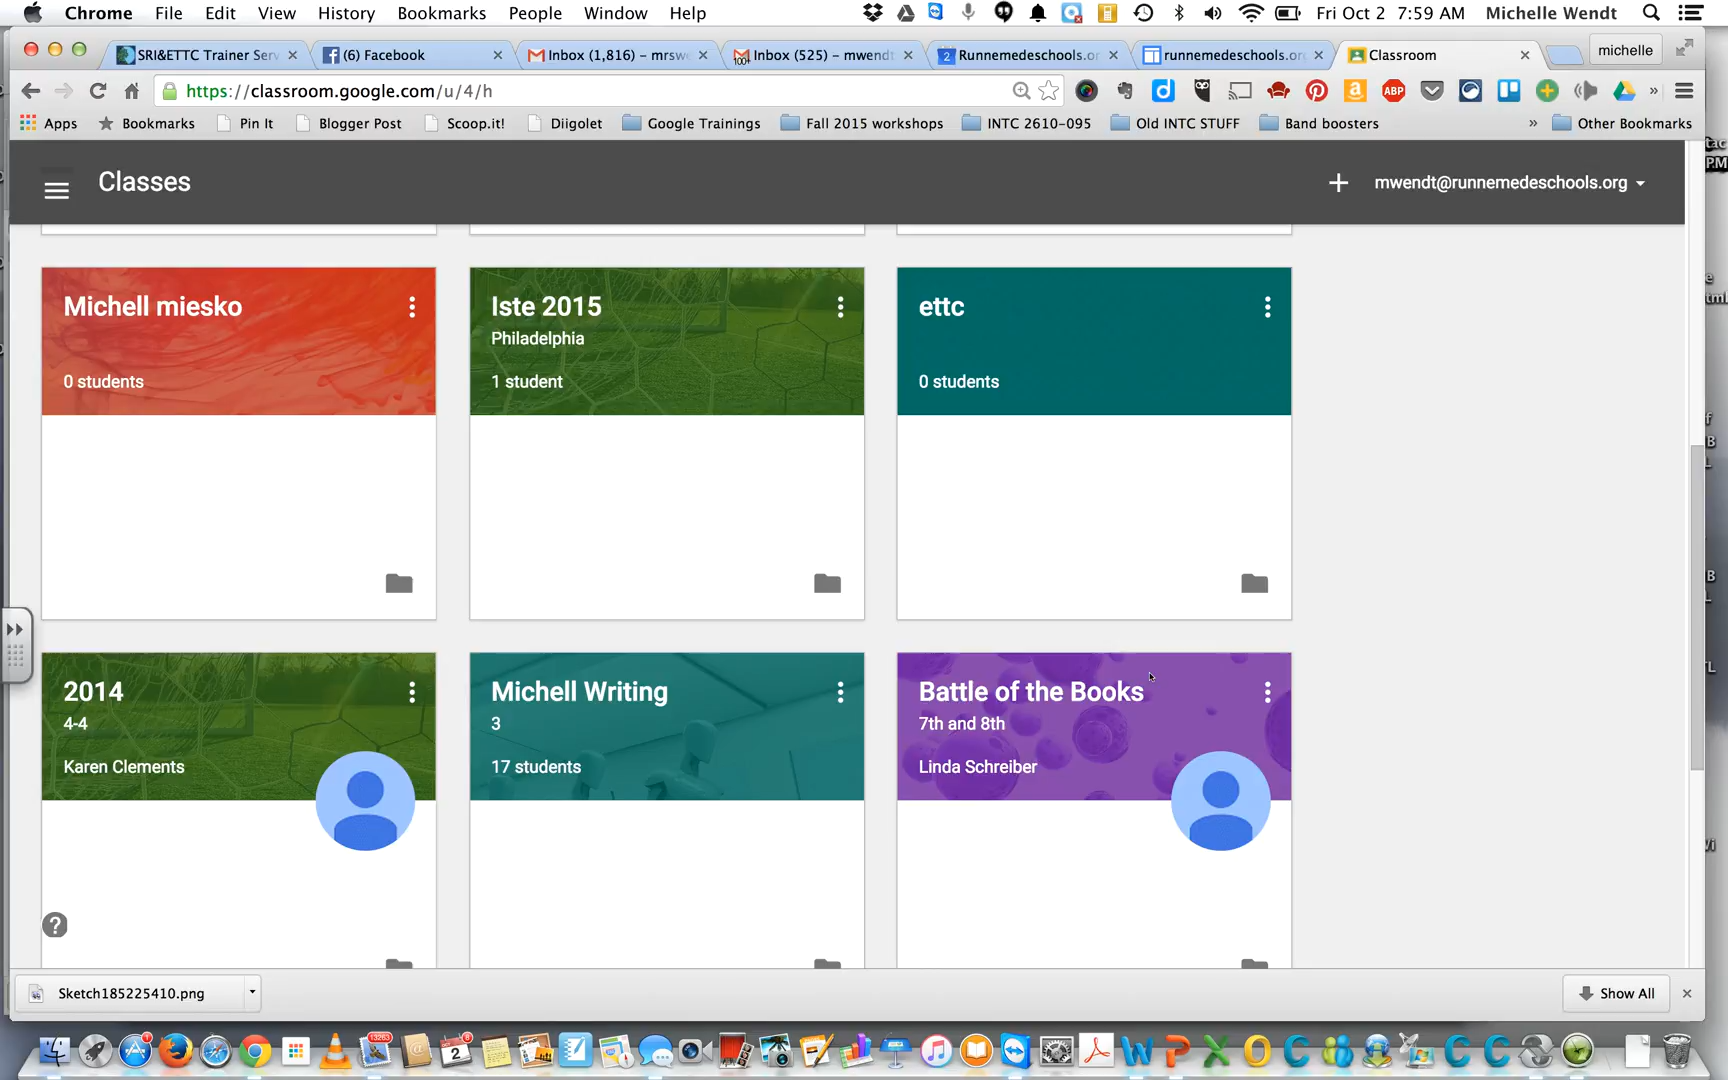 Chrome File Edit View History Bookmarks People Window Help Fri Oct 2 7:59 AM Michelle Wendt
SRI&ETTC Trainer Serv (6) Facebook Inbox (1,816) – mrswe Inbox (525) – mwendt Runnemedeschools.or runnemedeschools.org Classroom michelle
https://classroom.google.com/u/4/h
Apps Bookmarks Pin It Blogger Post Scoop.it! Diigolet Google Trainings Fall 2015 workshops INTC 2610-095 Old INTC STUFF Band boosters » Other Bookmarks
Classes + mwendt@runnemedeschools.org
Michell miesko
0 students
Iste 2015
Philadelphia
1 student
ettc
0 students
2014
4-4
Karen Clements
Michell Writing
3
17 students
Battle of the Books
7th and 8th
Linda Schreiber
?
Sketch185225410.png Show All